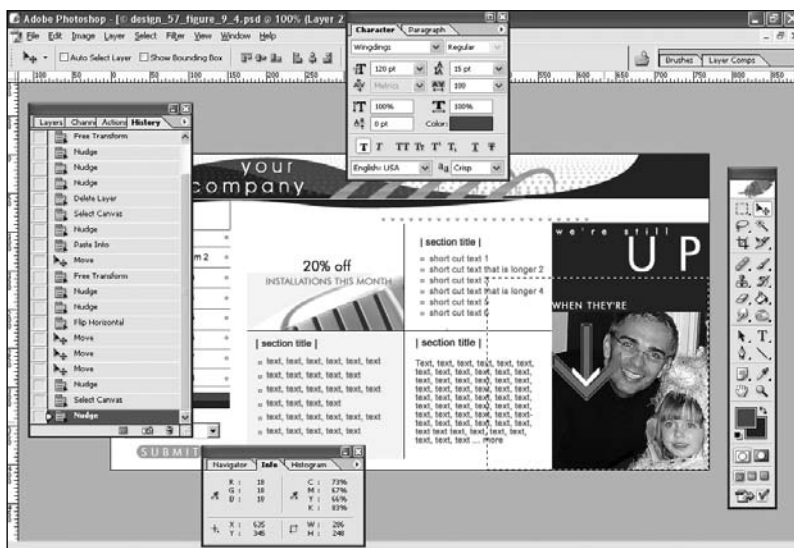 Adobe Photoshop - [© design_57_figure_9_4.psd @ 100% (Layer 2
File Edit Image Layer Select Filter View Window Help
Auto Select Layer Show Bounding Box
Brushes Layer Comps
Character Paragraph
Wingdings Regular
120 pt 15 pt
Metrics 100
100% 100%
0 pt Color:
English: USA Crisp
Layers Channe Actions History
Free Transform
Nudge
Nudge
Nudge
Delete Layer
Select Canvas
Nudge
Paste Into
Move
Free Transform
Nudge
Nudge
Flip Horizontal
Move
Move
Move
Nudge
Select Canvas
Nudge
your
company
m 2
20% off
INSTALLATIONS THIS MONTH
| section title |
short cut text 1
short cut text that is longer 2
short cut text 3
short cut text that is longer 4
short cut text 5
short cut text 6
we're still
UP
WHEN THEY'RE
| section title |
text, text, text, text, text, text
text, text, text, text, text
text, text, text, text, text
text, text, text, text
text, text, text, text, text, text
text, text, text, text, text
| section title |
Text, text, text, text, text, text,
text, text, text, text, text, text,
text, text, text, text, text, text,
text, text, text, text, text, text,
text, text, text, text, text, text,
text, text, text, text, text, text-
text, text, text, text, text, text,
text text text, text, text, text,
text, text, text ... more
SUBMIT
Navigator Info Histogram
R : 10 C : 73%
G : 10 M : 67%
B : 10 Y : 66%
K : 83%
X : 635 W : 206
Y : 345 H : 240